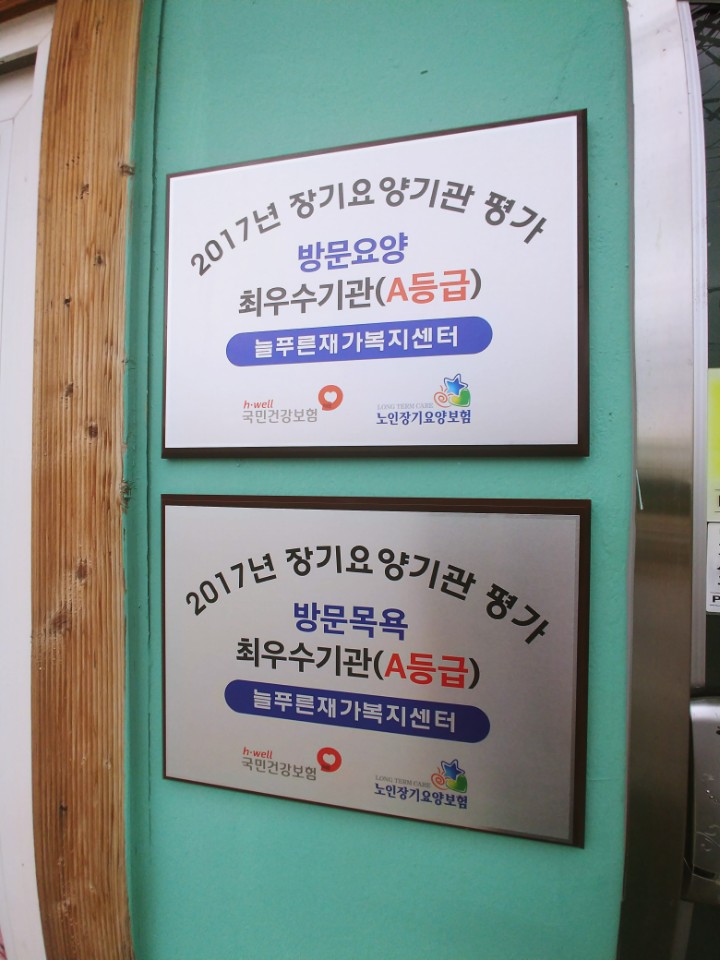 2017년 장기요양기관 평가
방문요양
최우수기관(A등급)
늘푸른재가복지센터
h·well
국민건강보험
LONG TERM CARE
노인장기요양보험
2017년 장기요양기관 평가
방문목욕
최우수기관(A등급)
늘푸른재가복지센터
h·well
국민건강보험
LONG TERM CARE
노인장기요양보험